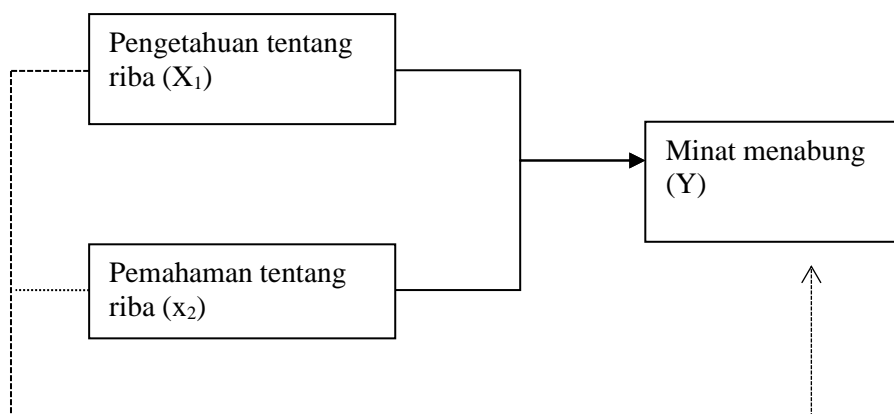 Pengetahuan tentang
riba (X₁)
Minat menabung
(Y)
Pemahaman tentang
riba (x₂)